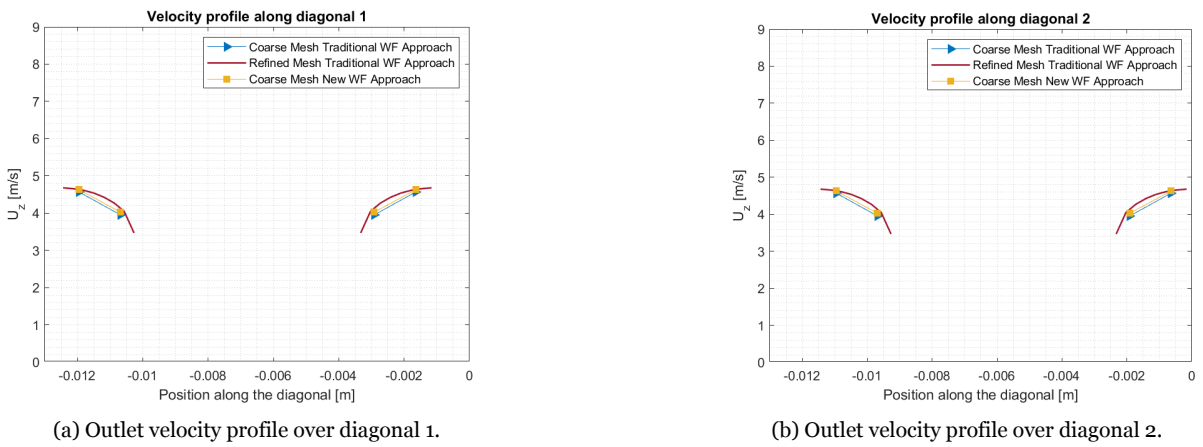 Velocity profile along diagonal 1
9
8
7
6
5
4
3
2
1
0
U_z [m/s]
Coarse Mesh Traditional WF Approach
Refined Mesh Traditional WF Approach
Coarse Mesh New WF Approach
-0.012 -0.01 -0.008 -0.006 -0.004 -0.002 0
Position along the diagonal [m]
(a) Outlet velocity profile over diagonal 1.
Velocity profile along diagonal 2
9
8
7
6
5
4
3
2
1
0
U_z [m/s]
Coarse Mesh Traditional WF Approach
Refined Mesh Traditional WF Approach
Coarse Mesh New WF Approach
-0.012 -0.01 -0.008 -0.006 -0.004 -0.002 0
Position along the diagonal [m]
(b) Outlet velocity profile over diagonal 2.